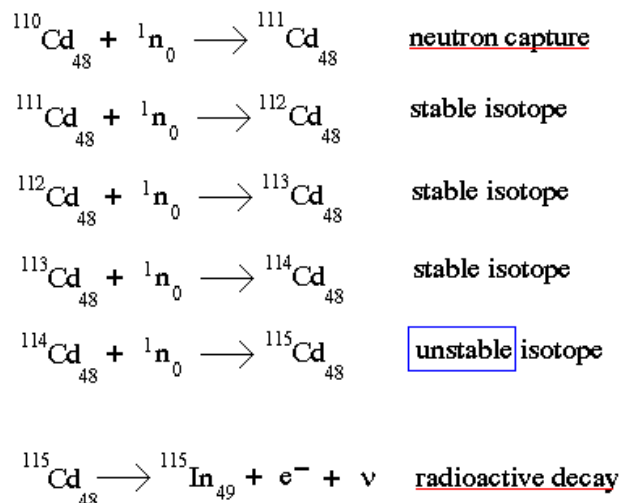 ¹¹⁰Cd₄₈ + ¹n₀ ⟶ ¹¹¹Cd₄₈ neutron capture
¹¹¹Cd₄₈ + ¹n₀ ⟶ ¹¹²Cd₄₈ stable isotope
¹¹²Cd₄₈ + ¹n₀ ⟶ ¹¹³Cd₄₈ stable isotope
¹¹³Cd₄₈ + ¹n₀ ⟶ ¹¹⁴Cd₄₈ stable isotope
¹¹⁴Cd₄₈ + ¹n₀ ⟶ ¹¹⁵Cd₄₈ unstable isotope
¹¹⁵Cd₄₈ ⟶ ¹¹⁵In₄₉ + e⁻ + ν radioactive decay